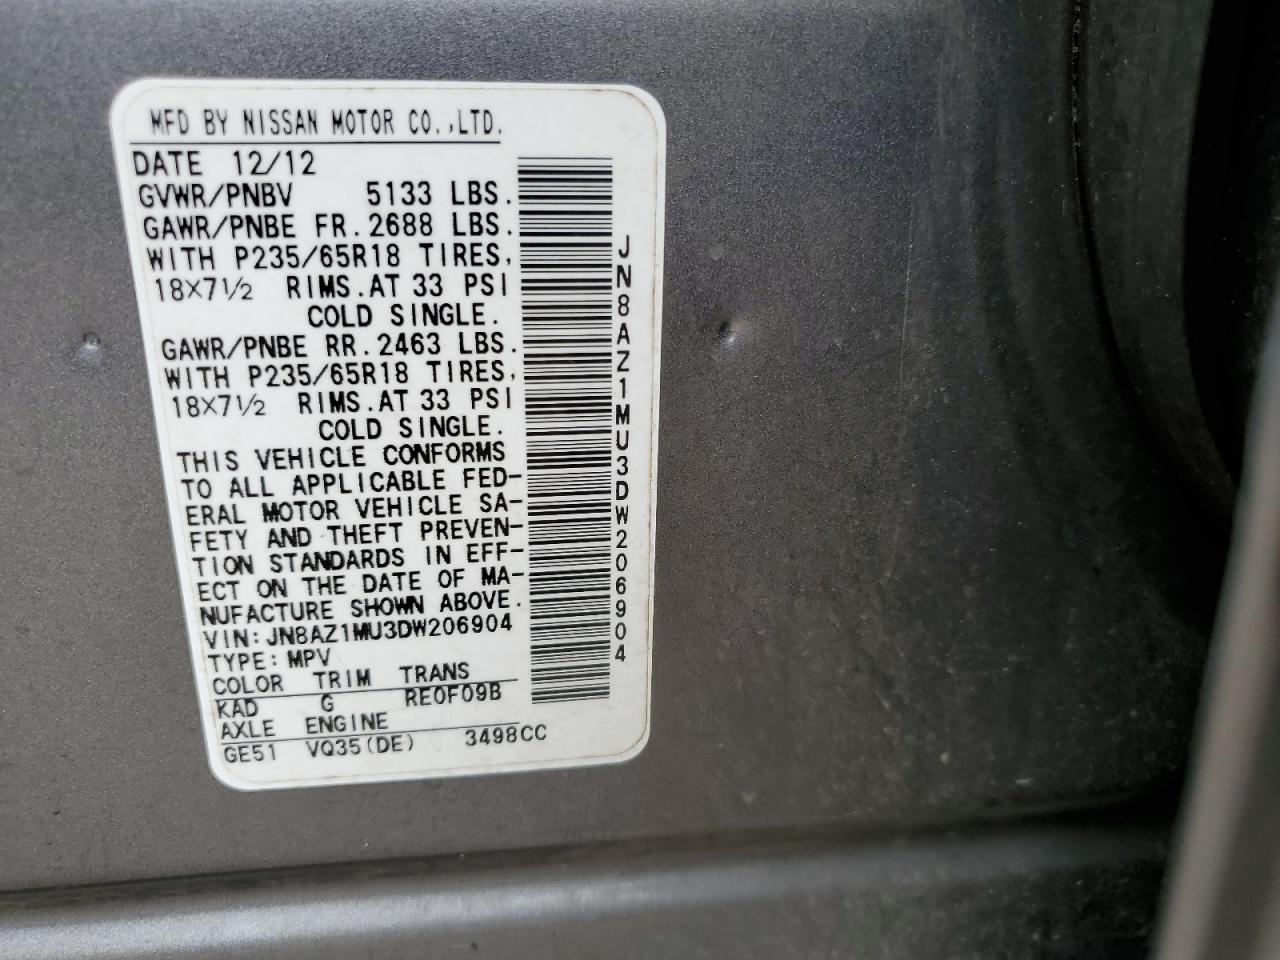 MFD BY NISSAN MOTOR CO.,LTD.
DATE 12/12
GVWR/PNBV 5133 LBS.
GAWR/PNBE FR.2688 LBS.
WITH P235/65R18 TIRES,
18×7½ RIMS.AT 33 PSI
COLD SINGLE.
GAWR/PNBE RR.2463 LBS.
WITH P235/65R18 TIRES,
18×7½ RIMS.AT 33 PSI
COLD SINGLE.
THIS VEHICLE CONFORMS
TO ALL APPLICABLE FED-
ERAL MOTOR VEHICLE SA-
FETY AND THEFT PREVEN-
TION STANDARDS IN EFF-
ECT ON THE DATE OF MA-
NUFACTURE SHOWN ABOVE.
VIN:JN8AZ1MU3DW206904
TYPE:MPV
COLOR TRIM TRANS
KAD G RE0F09B
AXLE ENGINE
GE51 VQ35(DE) 3498CC
JN8AZ1MU3DW206904